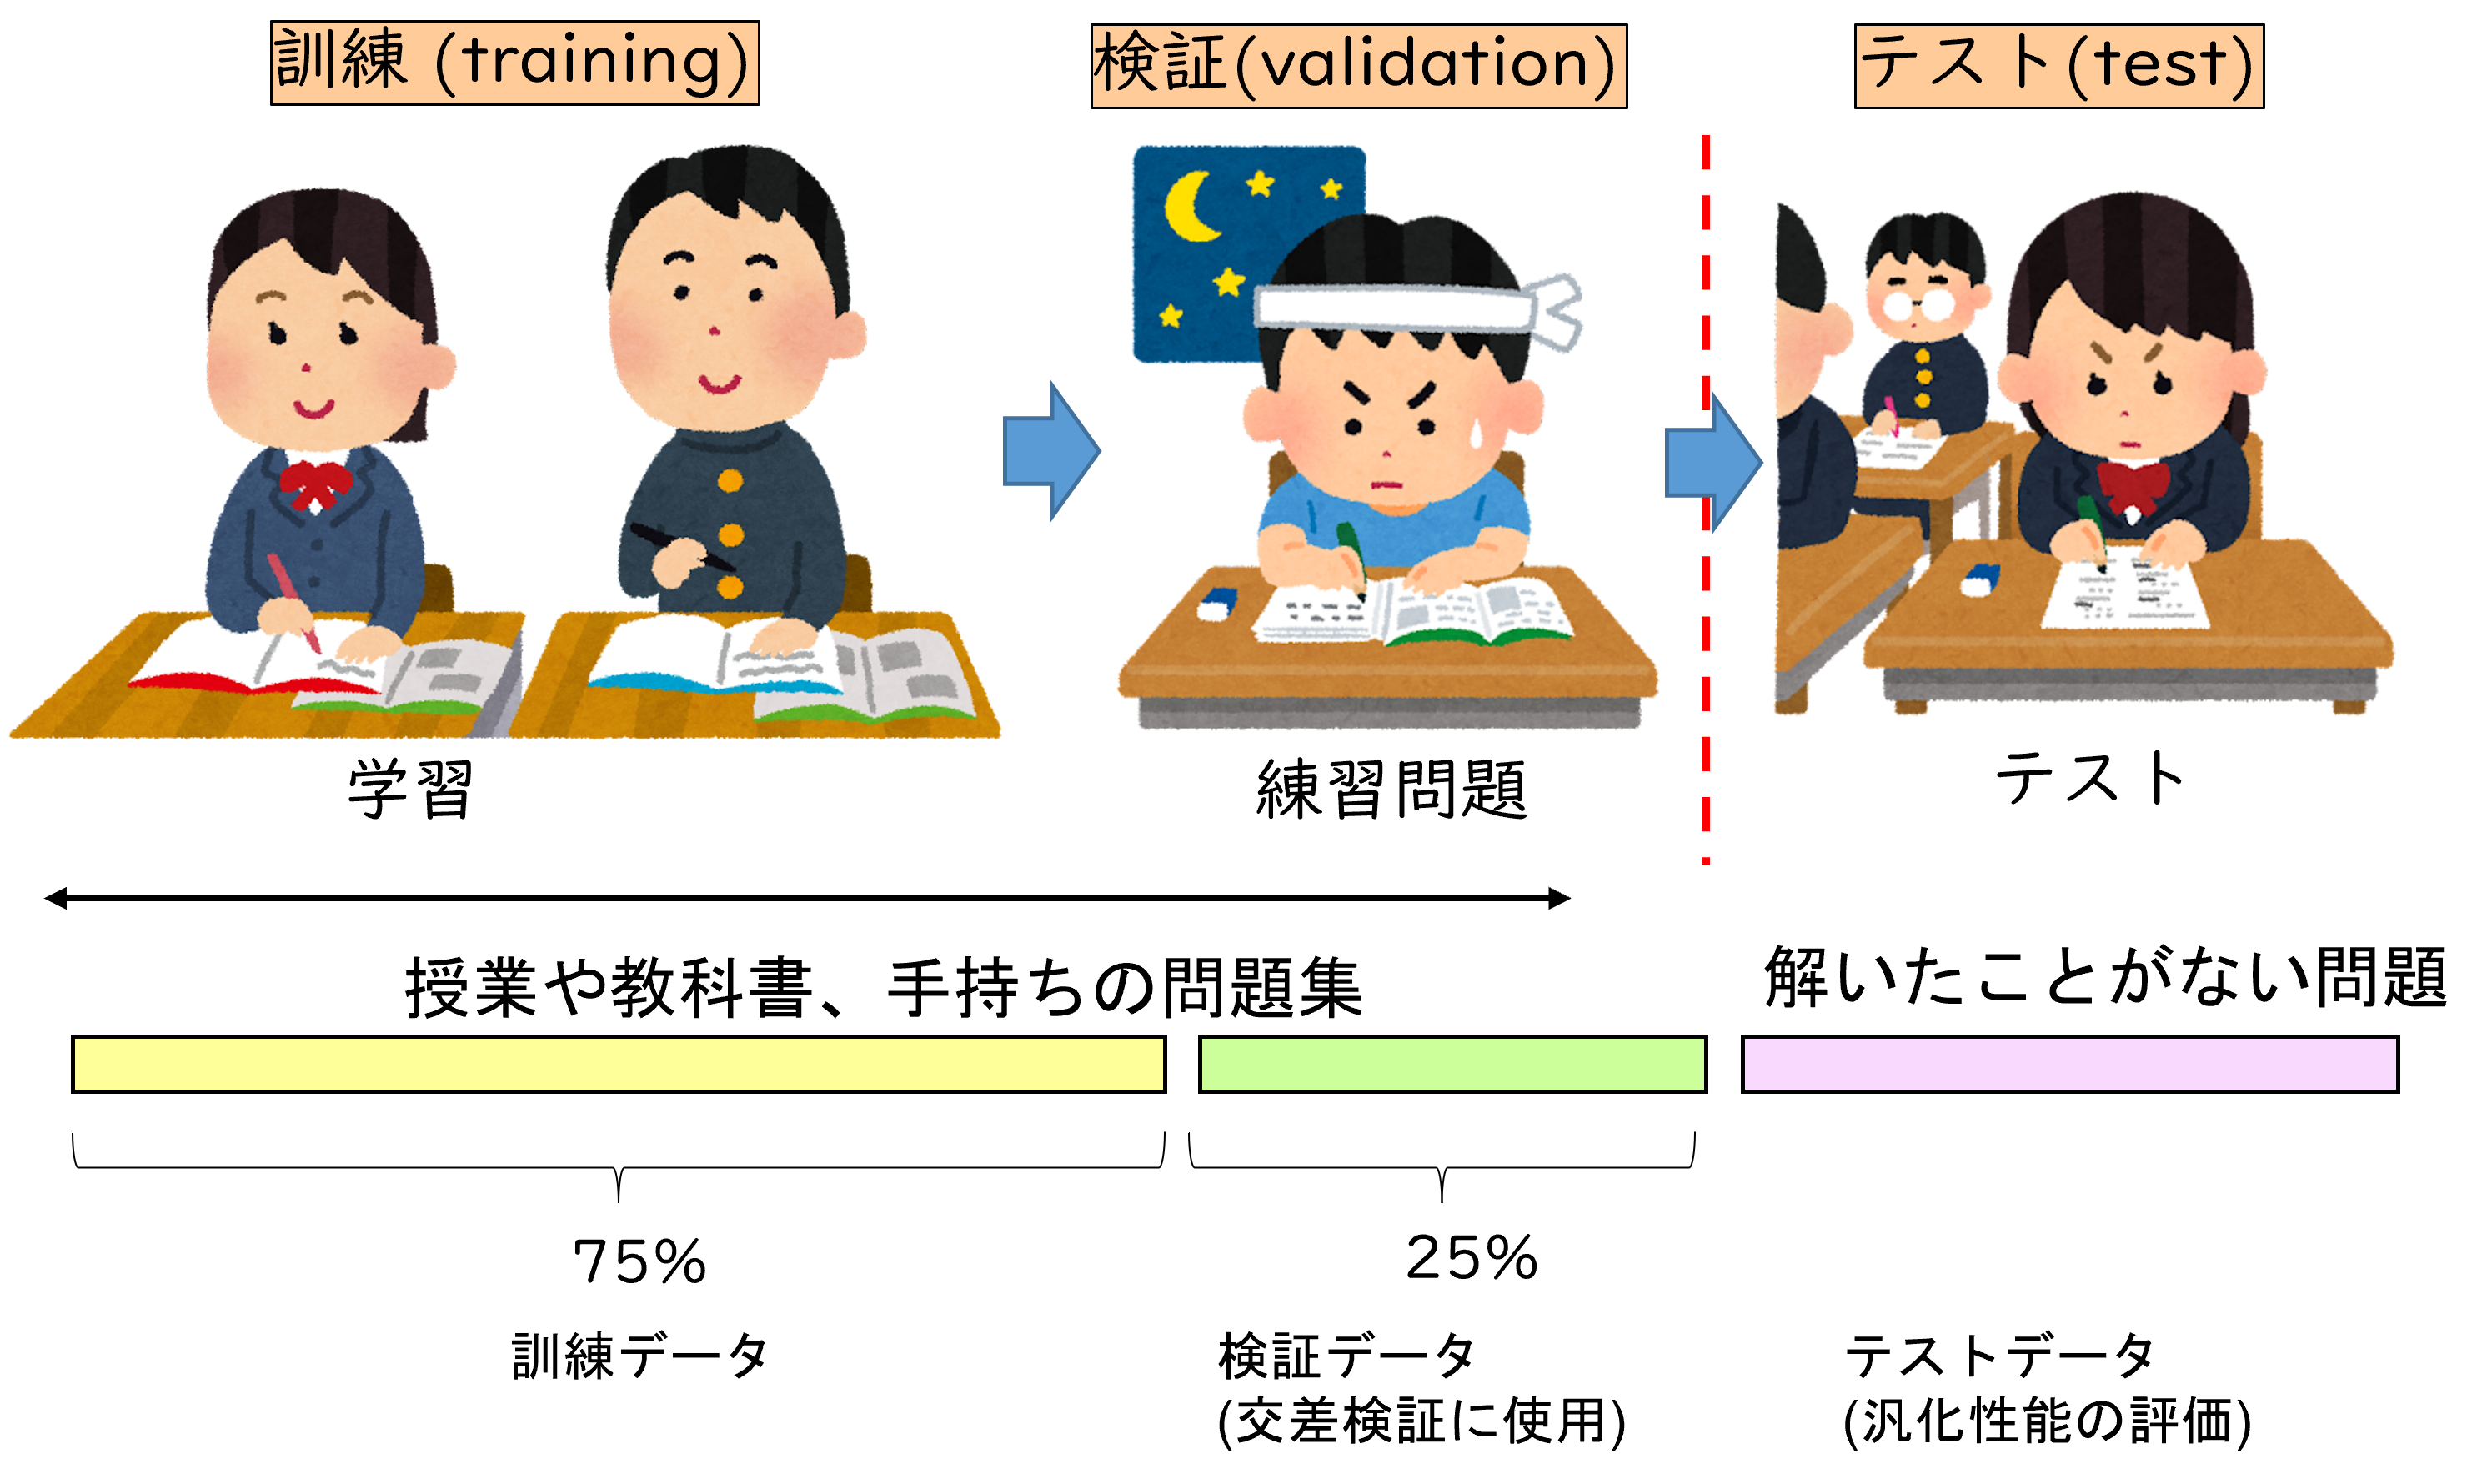 訓練 (training)
検証(validation)
テスト(test)
学習
練習問題
テスト
授業や教科書、手持ちの問題集
解いたことがない問題
75%
25%
訓練データ
検証データ
(交差検証に使用)
テストデータ
(汎化性能の評価)